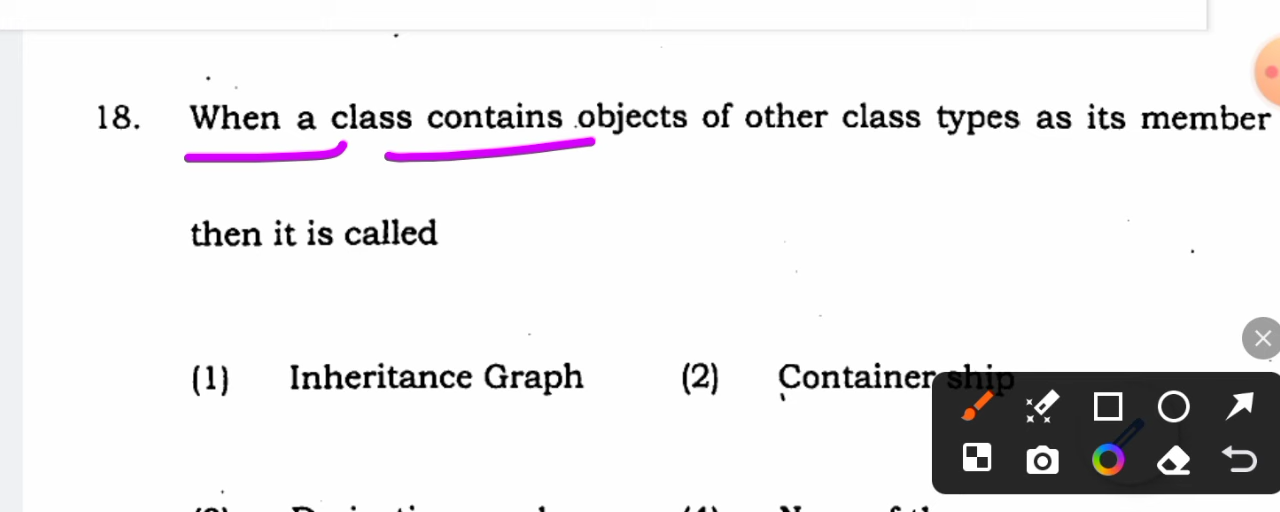 18. When a class contains objects of other class types as its member
then it is called
(1) Inheritance Graph (2) Container ship